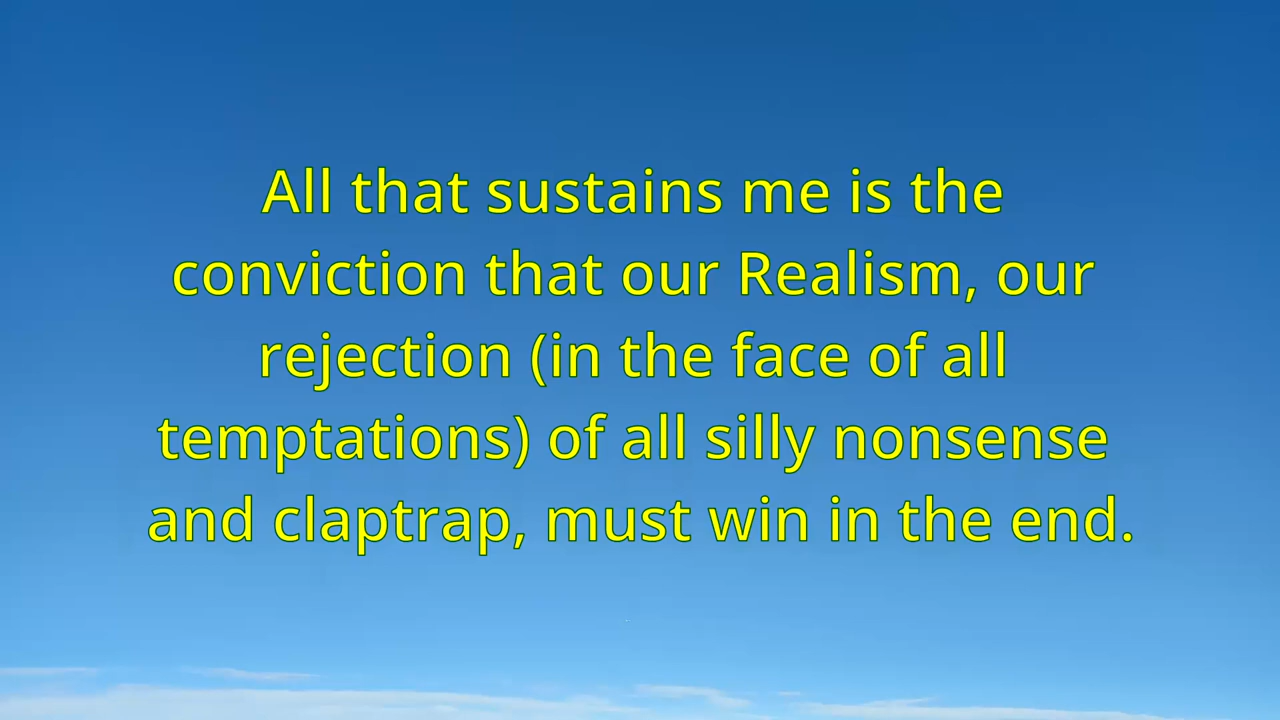 All that sustains me is the
conviction that our Realism, our
rejection (in the face of all
temptations) of all silly nonsense
and claptrap, must win in the end.